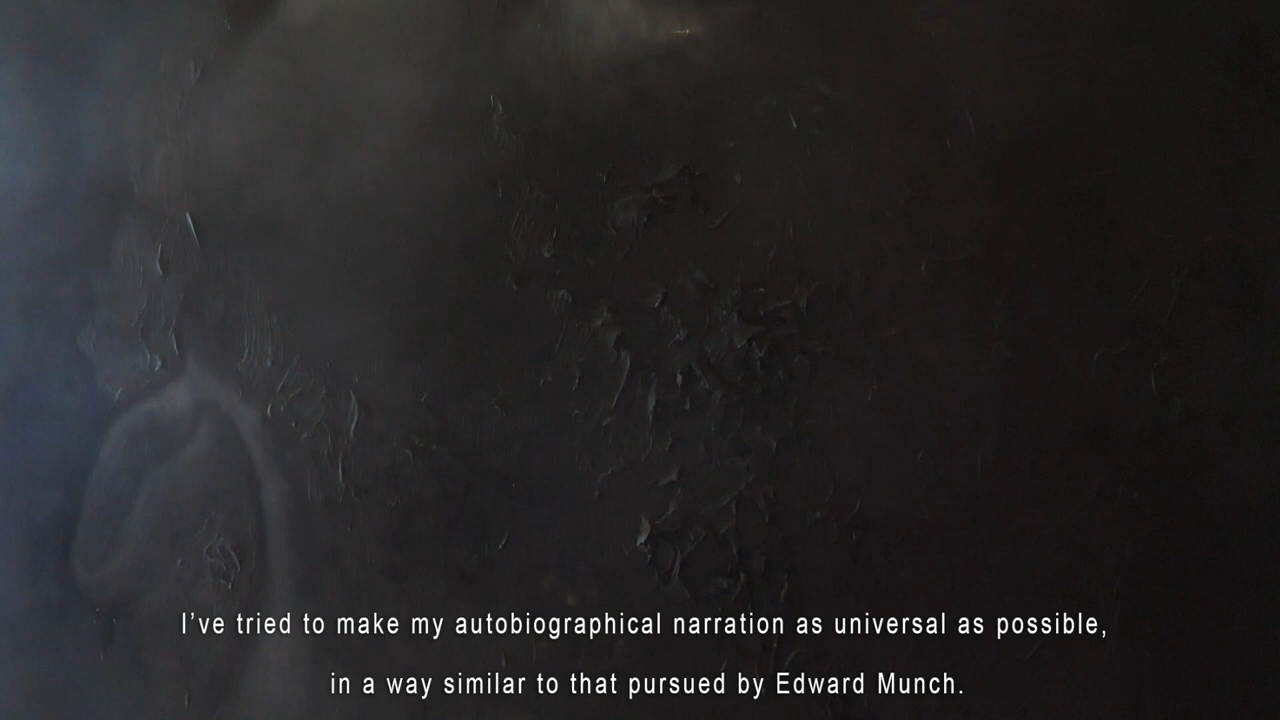 I’ve tried to make my autobiographical narration as universal as possible,
in a way similar to that pursued by Edward Munch.